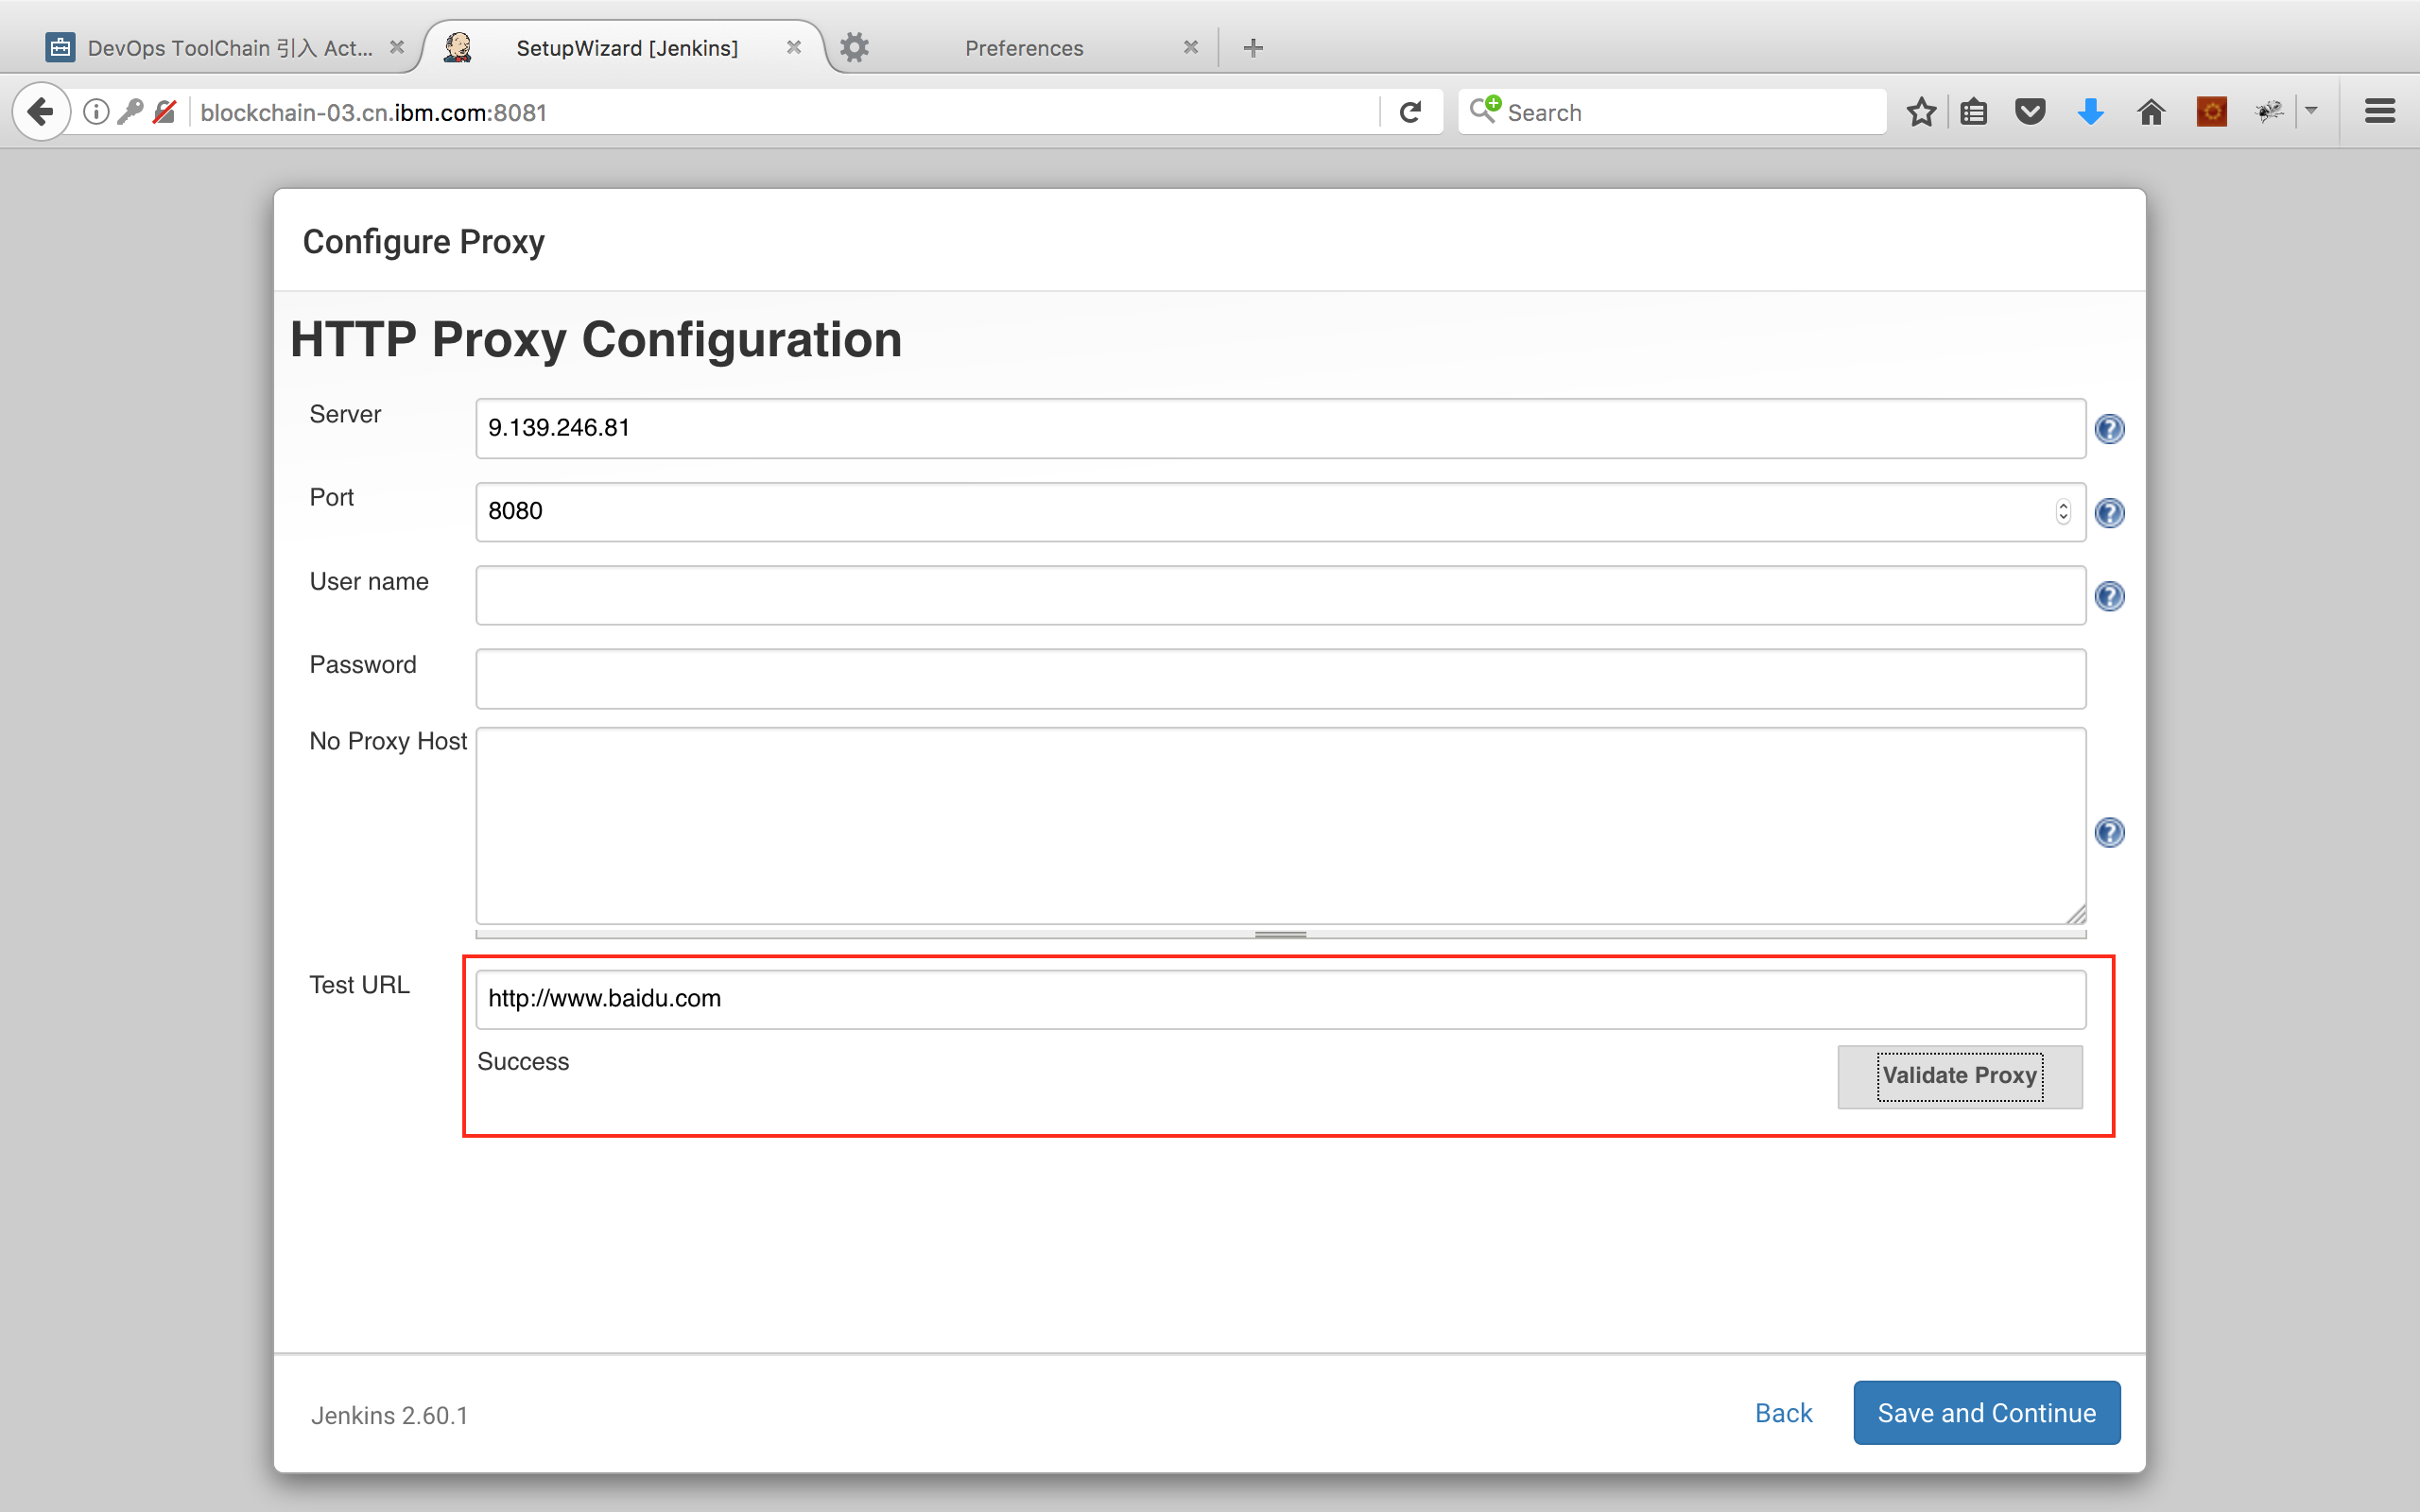 DevOps ToolChain 引入 Act...
SetupWizard [Jenkins]
Preferences
blockchain-03.cn.ibm.com:8081
Search
Configure Proxy
HTTP Proxy Configuration
Server
9.139.246.81
Port
8080
User name
Password
No Proxy Host
Test URL
http://www.baidu.com
Success
Validate Proxy
Jenkins 2.60.1
Back
Save and Continue